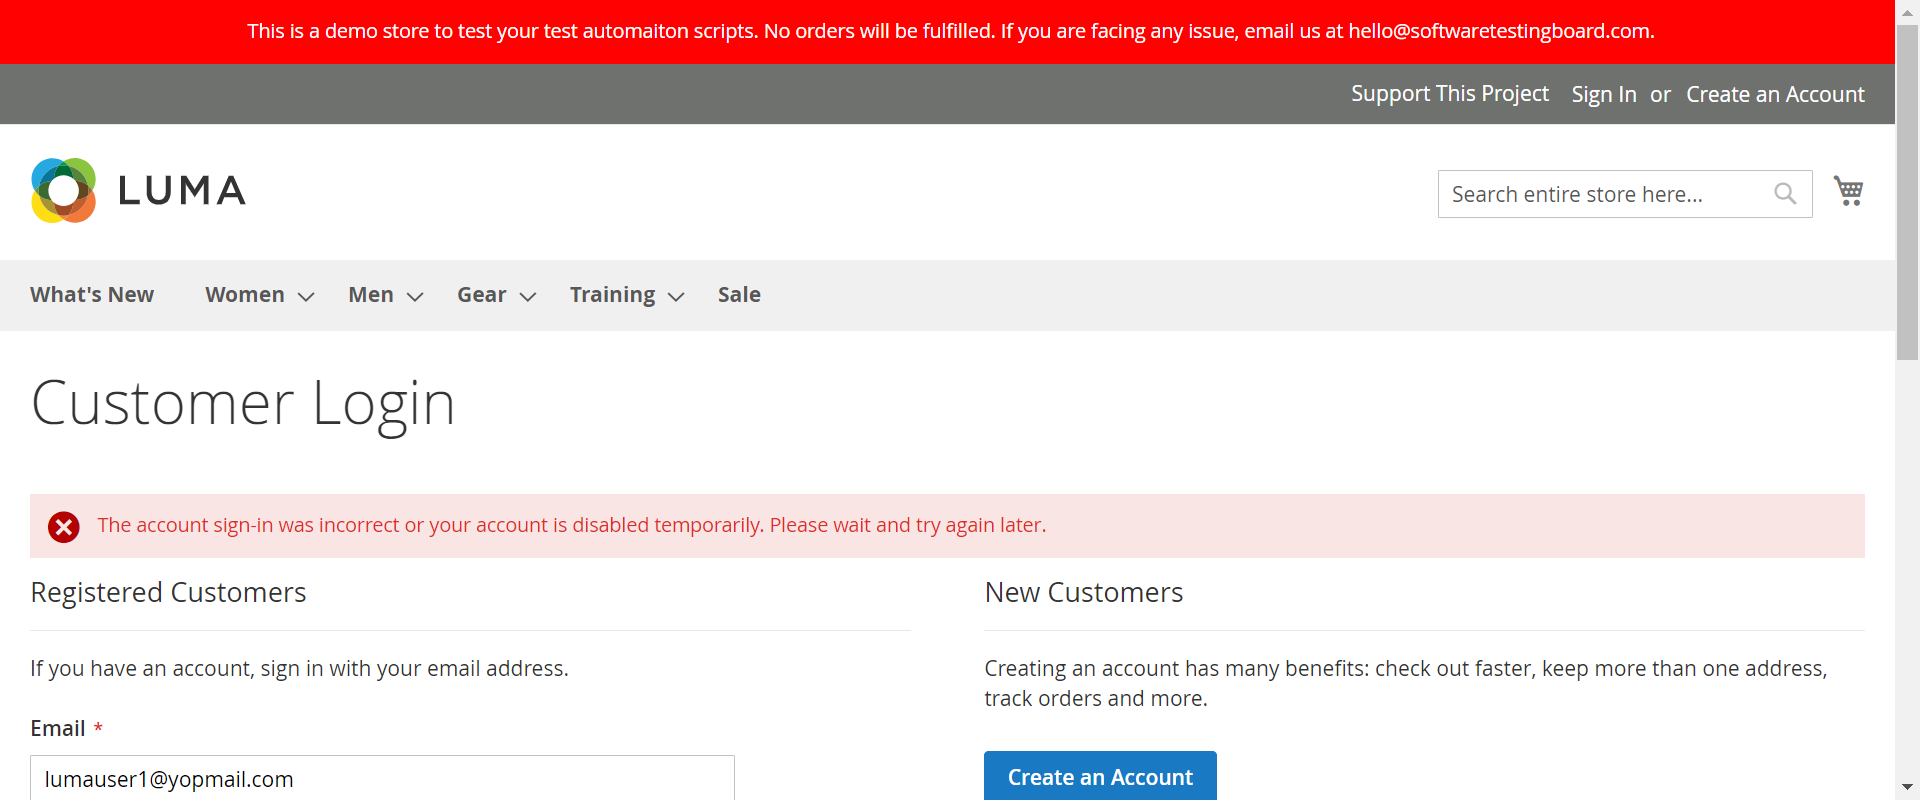 This is a demo store to test your test automaiton scripts. No orders will be fulfilled. If you are facing any issue, email us at hello@softwaretestingboard.com.
Support This Project Sign In or Create an Account
LUMA
Search entire store here...
What's New Women Men Gear Training Sale
Customer Login
The account sign-in was incorrect or your account is disabled temporarily. Please wait and try again later.
Registered Customers
If you have an account, sign in with your email address.
Email *
lumauser1@yopmail.com
New Customers
Creating an account has many benefits: check out faster, keep more than one address,
track orders and more.
Create an Account